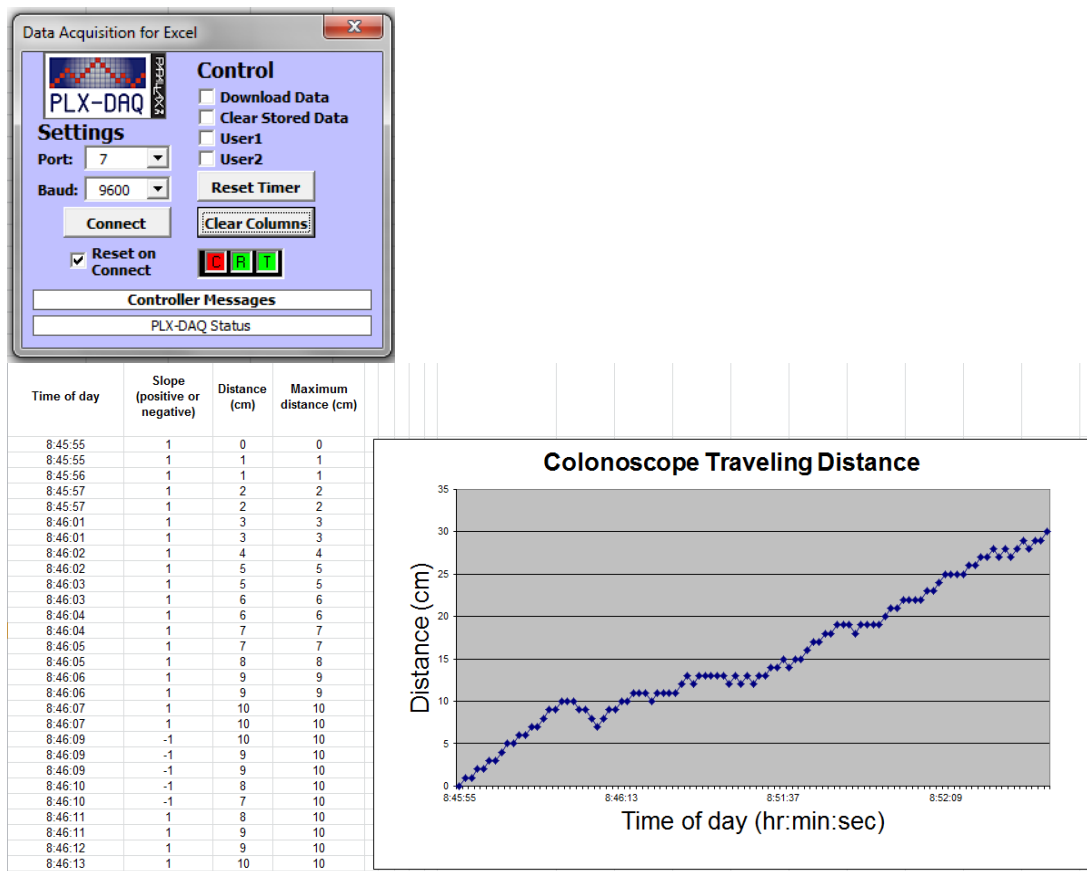 Data Acquisition for Excel
PLX-DAQ
PARALLAX
Control
Download Data
Clear Stored Data
User1
User2
Settings
Port: 7
Baud: 9600
Reset Timer
Connect
Clear Columns
Reset on
Connect
C R T
Controller Messages
PLX-DAQ Status
Time of day Slope (positive or negative) Distance (cm) Maximum distance (cm)
8:45:55 1 0 0
8:45:55 1 1 1
8:45:56 1 1 1
8:45:57 1 2 2
8:45:57 1 2 2
8:46:01 1 3 3
8:46:01 1 3 3
8:46:02 1 4 4
8:46:02 1 5 5
8:46:03 1 5 5
8:46:03 1 6 6
8:46:04 1 6 6
8:46:04 1 7 7
8:46:05 1 7 7
8:46:05 1 8 8
8:46:06 1 9 9
8:46:06 1 9 9
8:46:07 1 10 10
8:46:07 1 10 10
8:46:09 -1 10 10
8:46:09 -1 9 10
8:46:09 -1 9 10
8:46:10 -1 8 10
8:46:10 -1 7 10
8:46:11 1 8 10
8:46:11 1 9 10
8:46:12 1 9 10
8:46:13 1 10 10
Colonoscope Traveling Distance
Distance (cm)
35
30
25
20
15
10
5
0
8:45:55 8:46:13 8:51:37 8:52:09
Time of day (hr:min:sec)